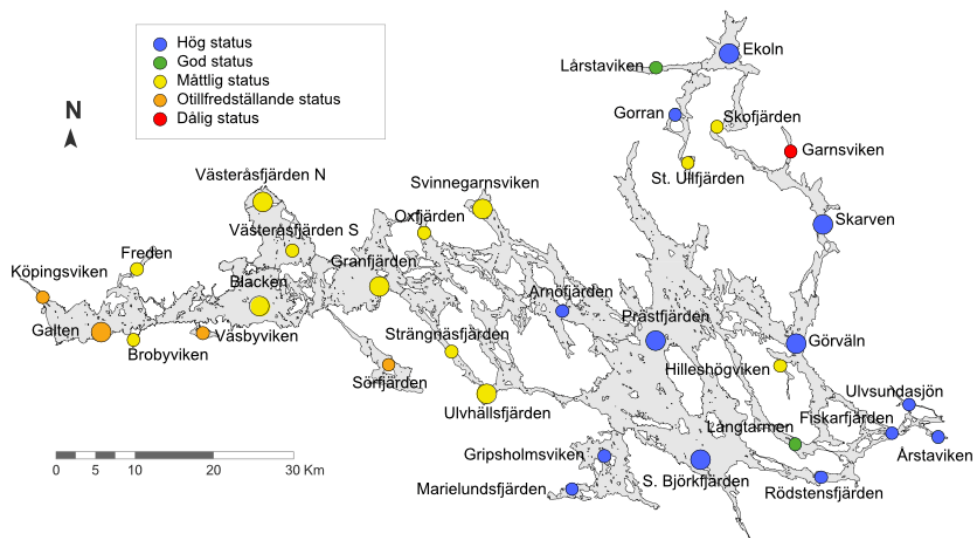 Hög status
God status
Måttlig status
Otillfredställande status
Dålig status
N
Ekoln
Lårstaviken
Gorran
Skofjärden
Garnsviken
St. Ullfjärden
Västeråsfjärden N
Svinnegarnsviken
Oxfjärden
Skarven
Västeråsfjärden S
Freden
Granfjärden
Köpingsviken
Blacken
Arnöfjärden
Prästfjärden
Galten
Väsbyviken
Strängnäsfjärden
Görväln
Brobyviken
Hilleshögviken
Sörfjärden
Ulvsundasjön
Ulvhällsfjärden
Fiskarfjärden
Långtarmen
Årstaviken
Gripsholmsviken
S. Björkfjärden
Marielundsfjärden
Rödstensfjärden
0 5 10 20 30 Km